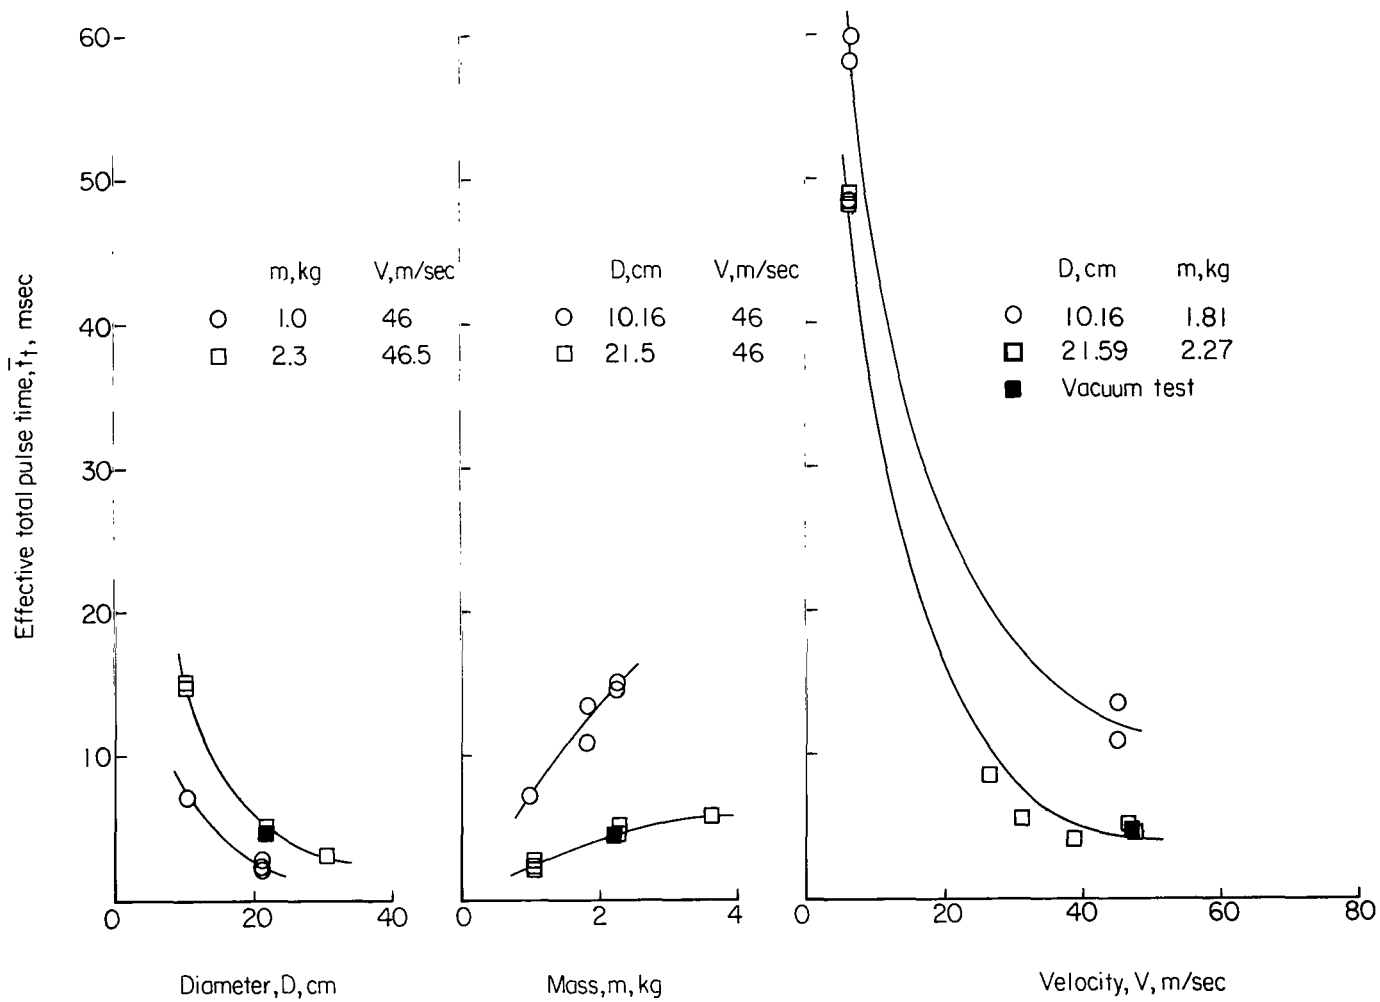 Effective total pulse time, t̄t, msec
60
50
40
30
20
10
m,kg V,m/sec
1.0 46
2.3 46.5
0 20 40
Diameter, D, cm
D,cm V,m/sec
10.16 46
21.5 46
0 2 4
Mass, m, kg
D,cm m,kg
10.16 1.81
21.59 2.27
Vacuum test
0 20 40 60 80
Velocity, V, m/sec